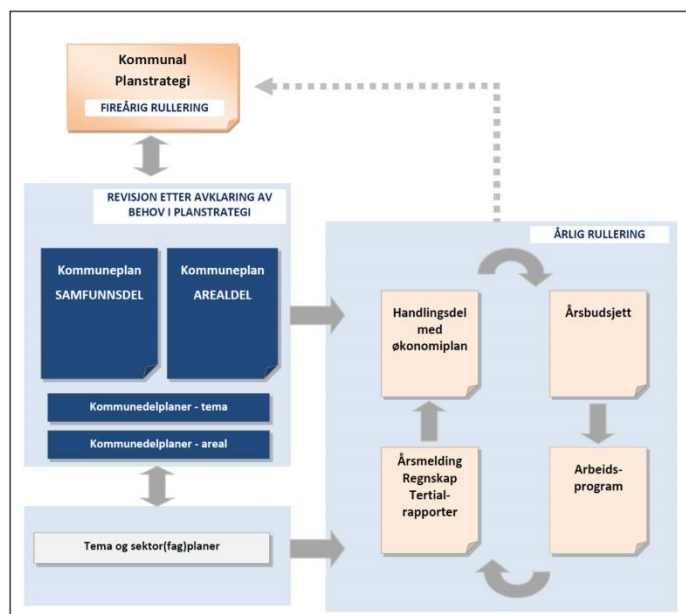 Kommunal
Planstrategi
FIREÅRIG RULLERING
REVISJON ETTER AVKLARING AV
BEHOV I PLANSTRATEGI
Kommuneplan
SAMFUNNSDEL
Kommuneplan
AREALDEL
Kommunedelplaner - tema
Kommunedelplaner - areal
Tema og sektor(fag)planer
ÅRLIG RULLERING
Handlingsdel
med
økonomiplan
Årsbudsjett
Årsmelding
Regnskap
Tertial-
rapporter
Arbeids-
program